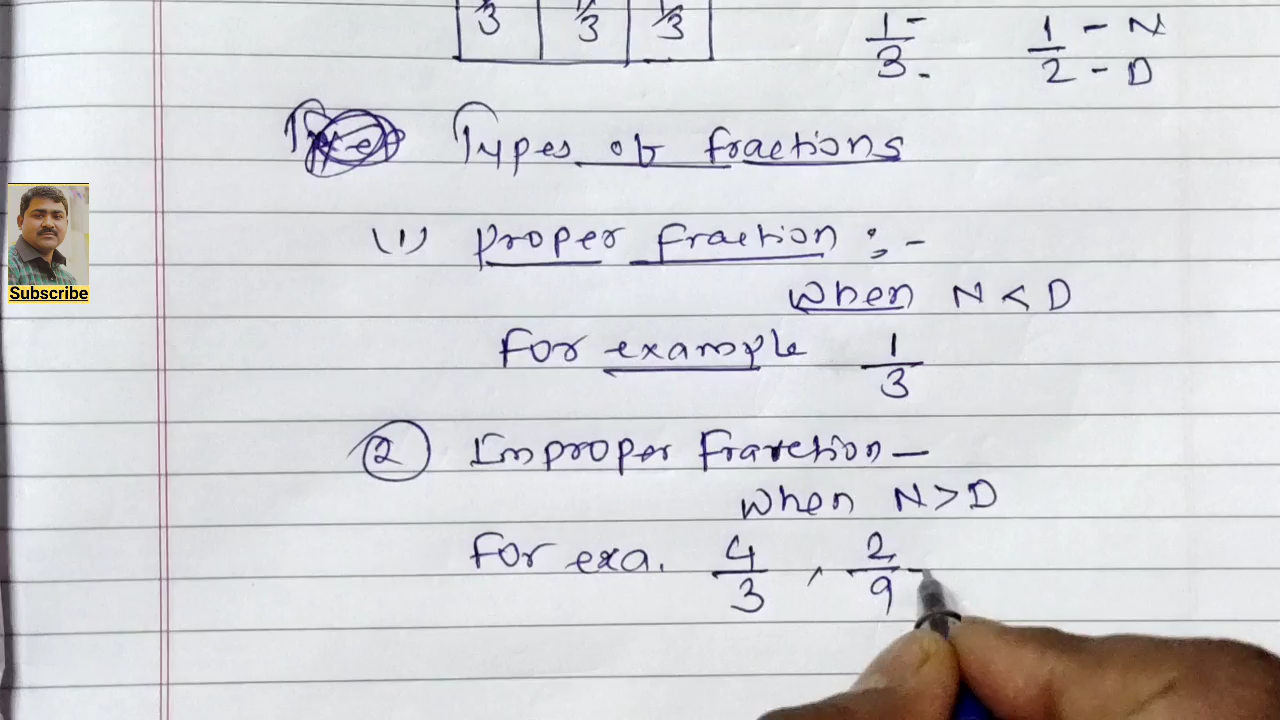 1/3 1/3 1/3
1/3 - . 1/2 - N - D
Types of fractions
(1) Proper fraction :-
when N < D
For example 1/3
② Improper Fraretion —
when N > D
For exa. 4/3 , 2/9
Subscribe